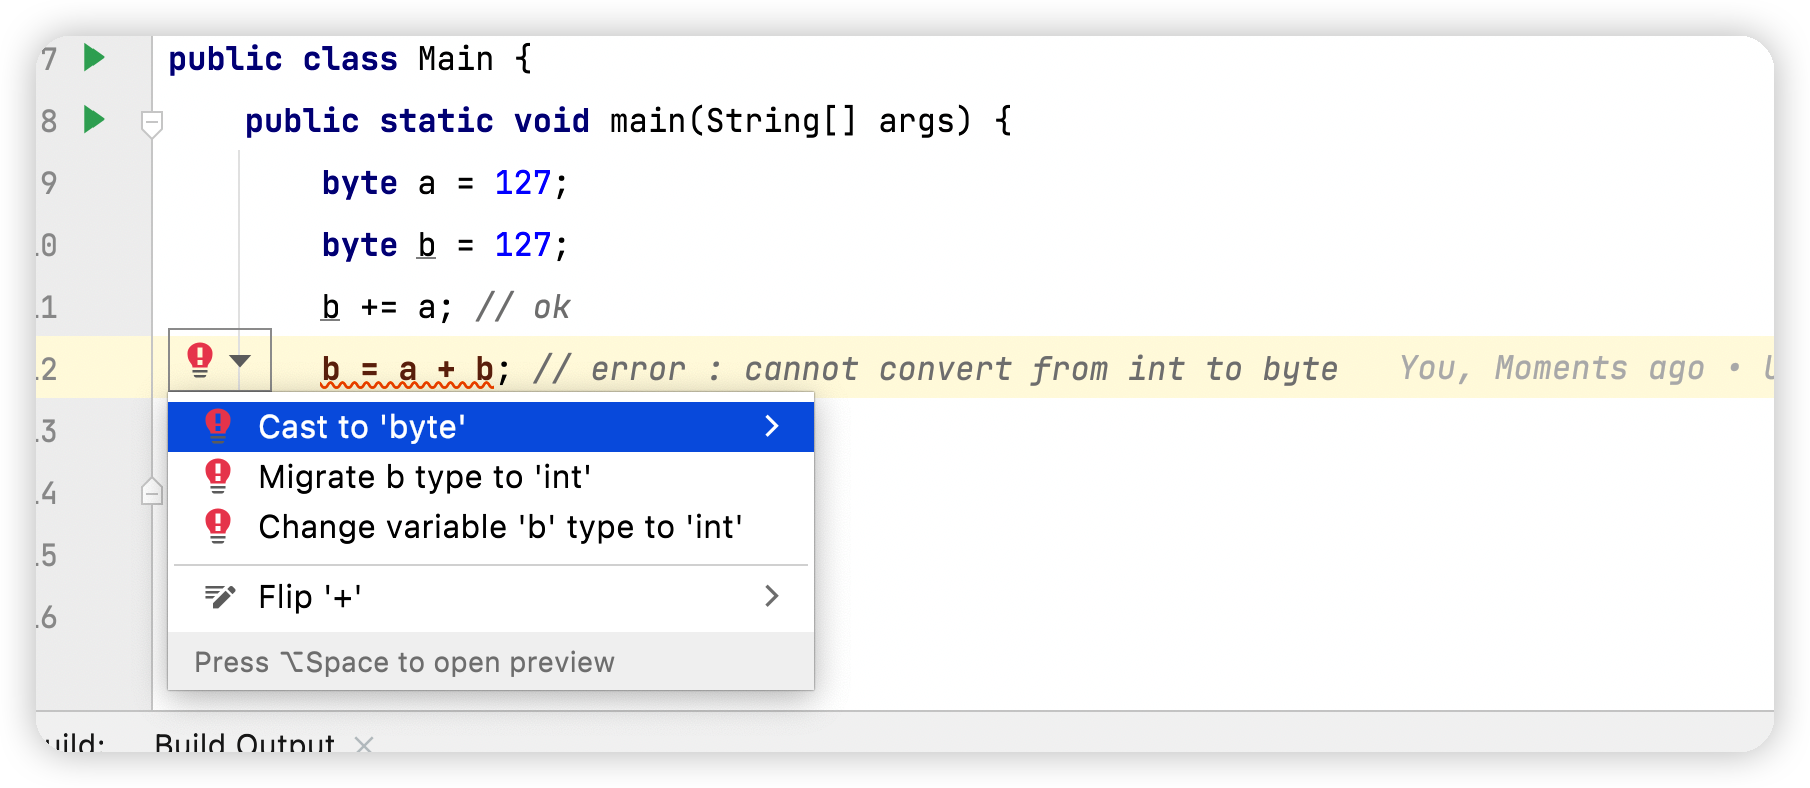 7 public class Main {
8 public static void main(String[] args) {
9 byte a = 127;
.0 byte b = 127;
.1 b += a; // ok
.2 b = a + b; // error : cannot convert from int to byte You, Moments ago •
Cast to 'byte'
.3
Migrate b type to 'int'
.4
Change variable 'b' type to 'int'
.5
Flip '+'
.6
Press ⌥Space to open preview
uild: Build Output